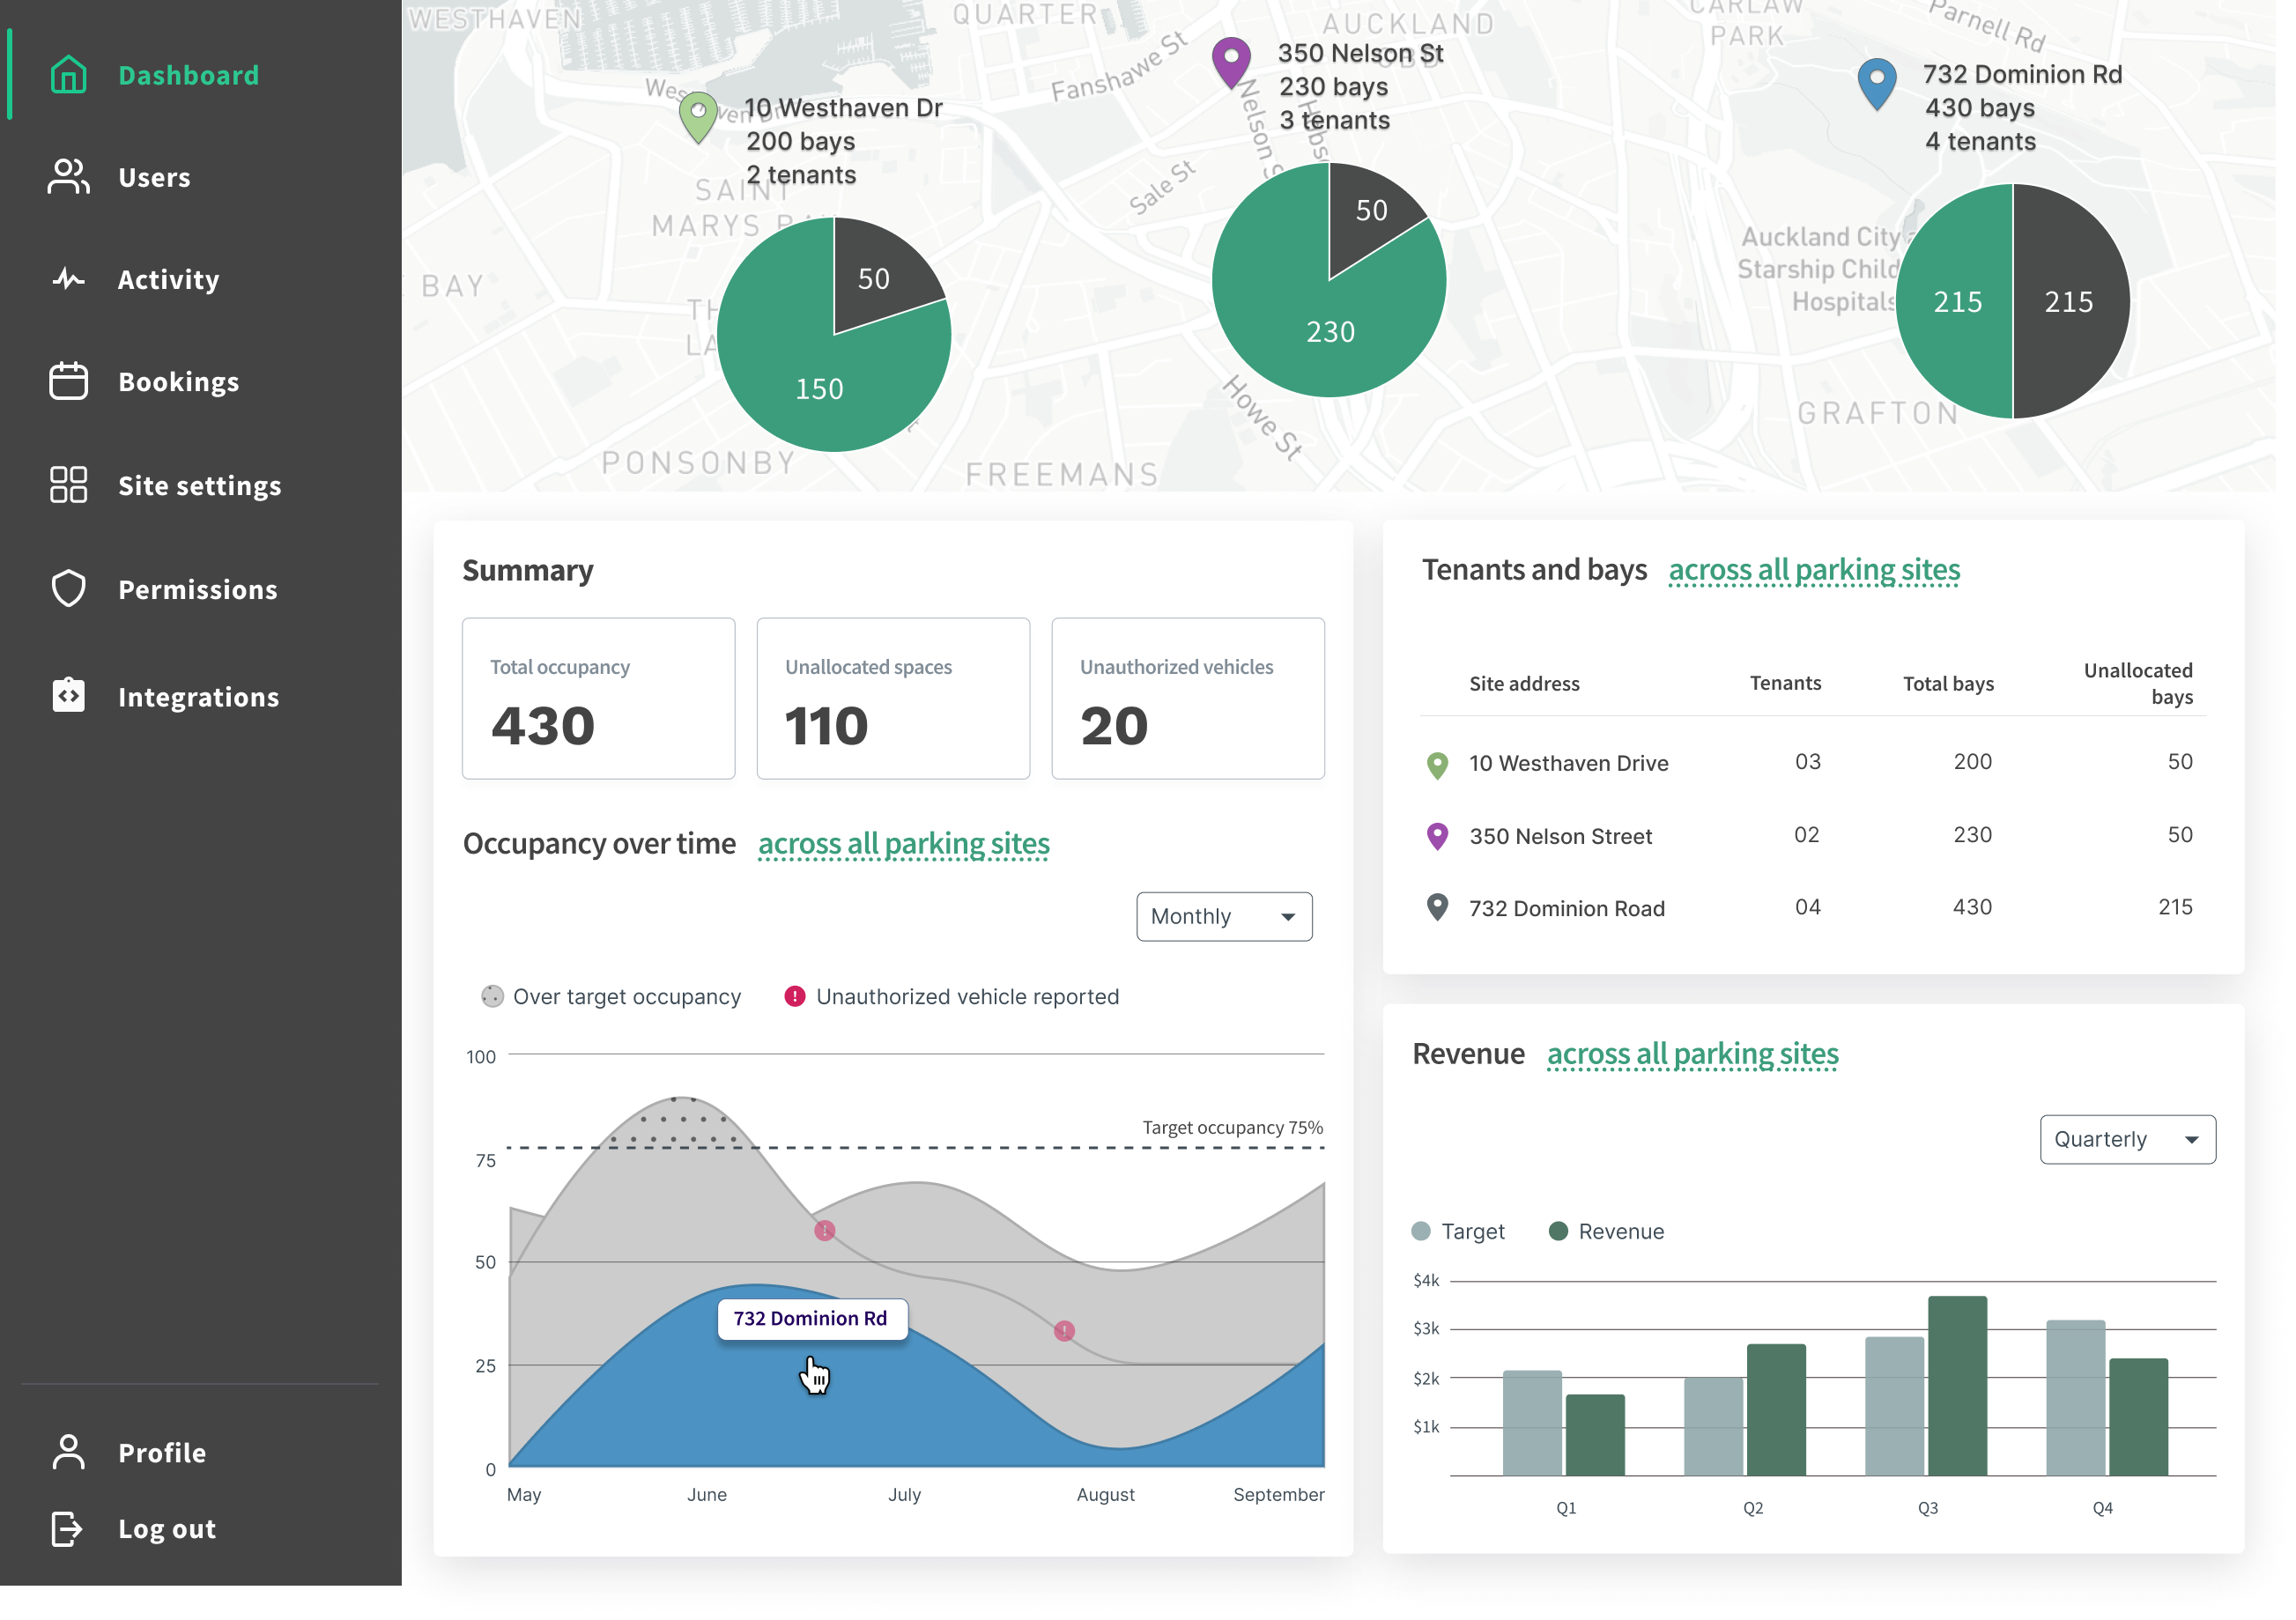 Dashboard
Users
Activity
Bookings
Site settings
Permissions
Integrations
Profile
Log out
WESTHAVEN
QUARTER
AUCKLAND
CARLAW
PARK
Parnell Rd
Fanshawe St
Nelson S
Sale St
SAINT
MARYS
BAY
PONSONBY
FREEMANS
Howe St
Auckland City
Starship Child
Hospitals
GRAFTON
10 Westhaven Dr
200 bays
2 tenants
50
150
350 Nelson St
230 bays
3 tenants
50
230
732 Dominion Rd
430 bays
4 tenants
215
215
Summary
Total occupancy
430
Unallocated spaces
110
Unauthorized vehicles
20
Occupancy over time across all parking sites
Monthly
Over target occupancy
! Unauthorized vehicle reported
100
Target occupancy 75%
75
!
50
732 Dominion Rd
!
25
0
May June July August September
Tenants and bays across all parking sites
Site address Tenants Total bays Unallocated bays
10 Westhaven Drive 03 200 50
350 Nelson Street 02 230 50
732 Dominion Road 04 430 215
Revenue across all parking sites
Quarterly
Target Revenue
$4k
$3k
$2k
$1k
Q1 Q2 Q3 Q4